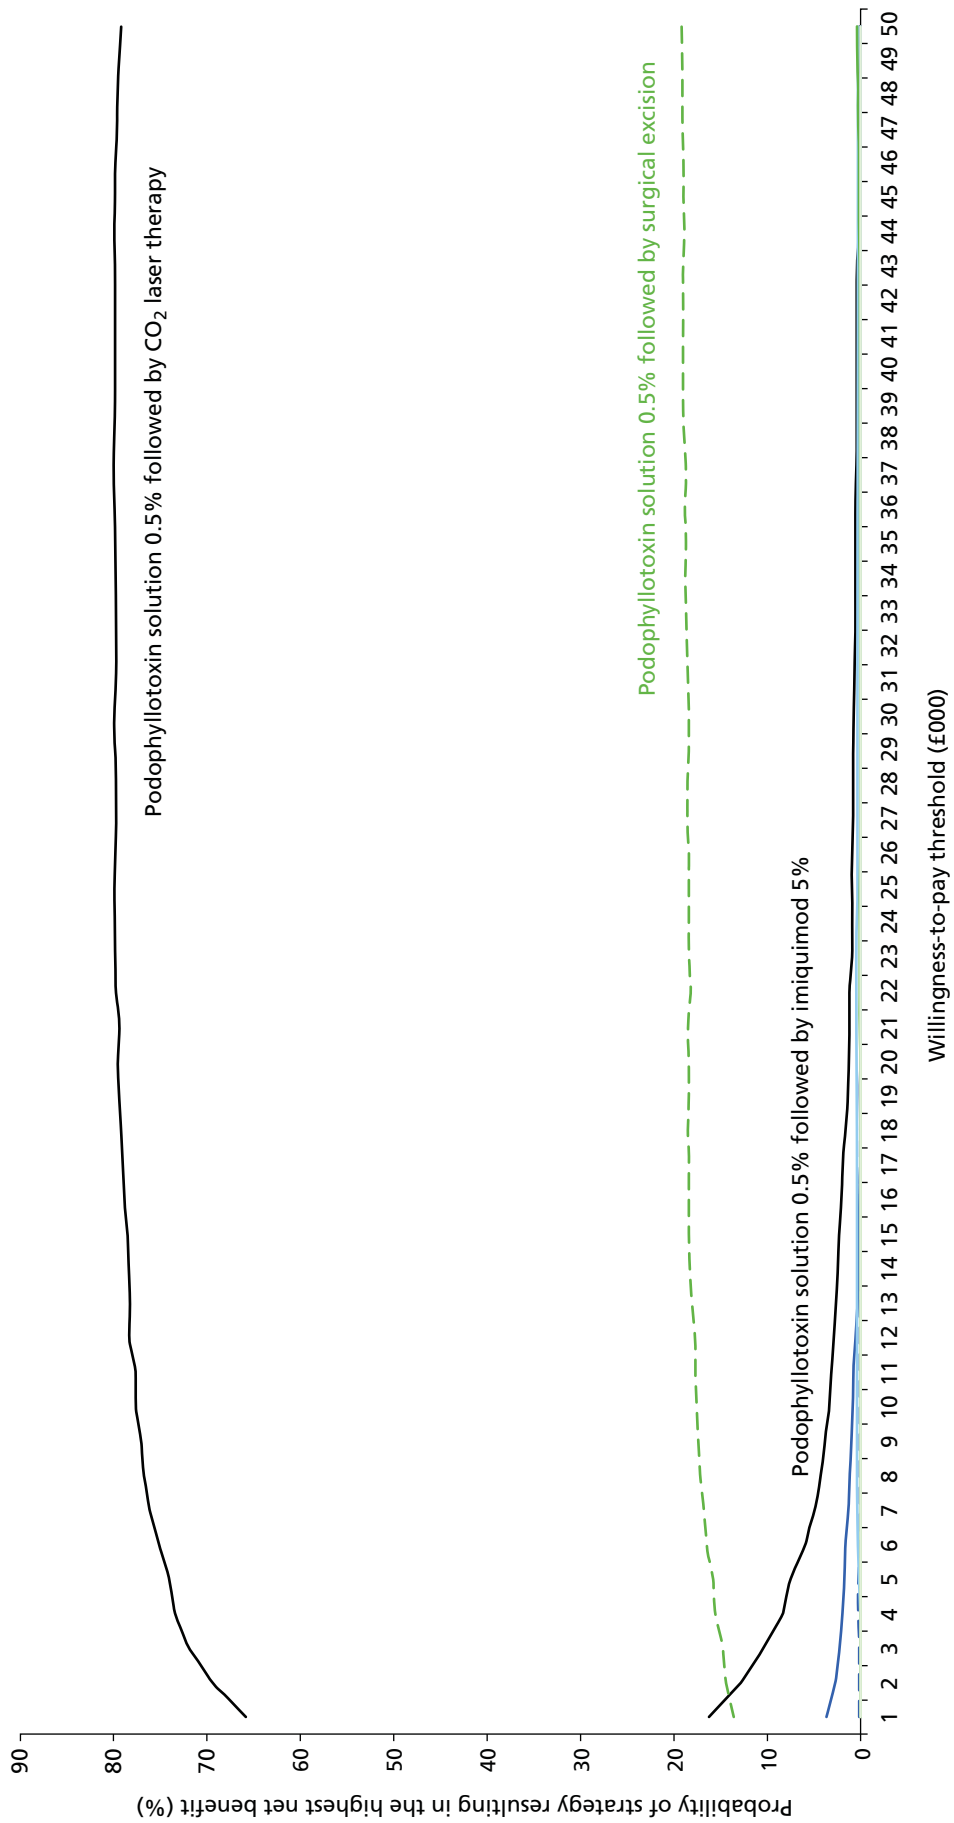 Probability of strategy resulting in the highest net benefit (%)
90
80
70
60
50
40
30
20
10
0
Podophyllotoxin solution 0.5% followed by CO₂ laser therapy
Podophyllotoxin solution 0.5% followed by surgical excision
Podophyllotoxin solution 0.5% followed by imiquimod 5%
1 2 3 4 5 6 7 8 9 10 11 12 13 14 15 16 17 18 19 20 21 22 23 24 25 26 27 28 29 30 31 32 33 34 35 36 37 38 39 40 41 42 43 44 45 46 47 48 49 50
Willingness-to-pay threshold (£000)